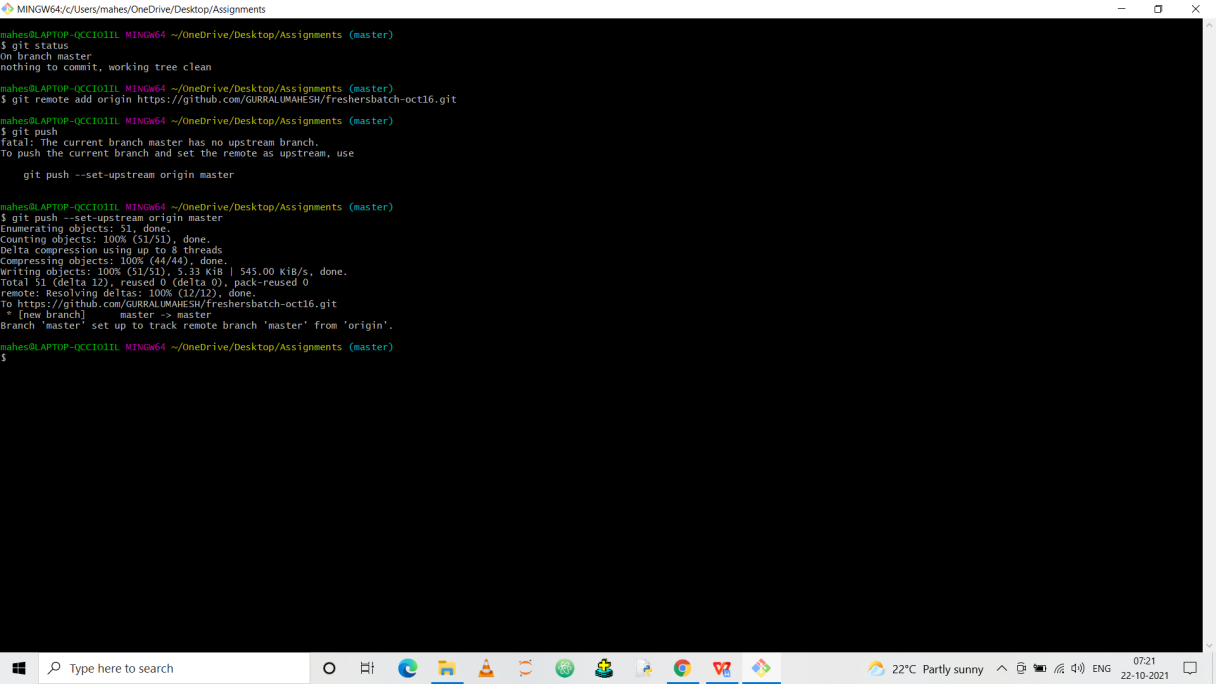 MINGW64:/c/Users/mahes/OneDrive/Desktop/Assignments
mahes@LAPTOP-QCCIO1IL MINGW64 ~/OneDrive/Desktop/Assignments (master)
$ git status
On branch master
nothing to commit, working tree clean
mahes@LAPTOP-QCCIO1IL MINGW64 ~/OneDrive/Desktop/Assignments (master)
$ git remote add origin https://github.com/GURRALUMAHESH/freshersbatch-oct16.git
mahes@LAPTOP-QCCIO1IL MINGW64 ~/OneDrive/Desktop/Assignments (master)
$ git push
fatal: The current branch master has no upstream branch.
To push the current branch and set the remote as upstream, use
git push --set-upstream origin master
mahes@LAPTOP-QCCIO1IL MINGW64 ~/OneDrive/Desktop/Assignments (master)
$ git push --set-upstream origin master
Enumerating objects: 51, done.
Counting objects: 100% (51/51), done.
Delta compression using up to 8 threads
Compressing objects: 100% (44/44), done.
Writing objects: 100% (51/51), 5.33 KiB | 545.00 KiB/s, done.
Total 51 (delta 12), reused 0 (delta 0), pack-reused 0
remote: Resolving deltas: 100% (12/12), done.
To https://github.com/GURRALUMAHESH/freshersbatch-oct16.git
* [new branch]      master -> master
Branch 'master' set up to track remote branch 'master' from 'origin'.
mahes@LAPTOP-QCCIO1IL MINGW64 ~/OneDrive/Desktop/Assignments (master)
$
Type here to search
22°C Partly sunny
ENG
07:21
22-10-2021